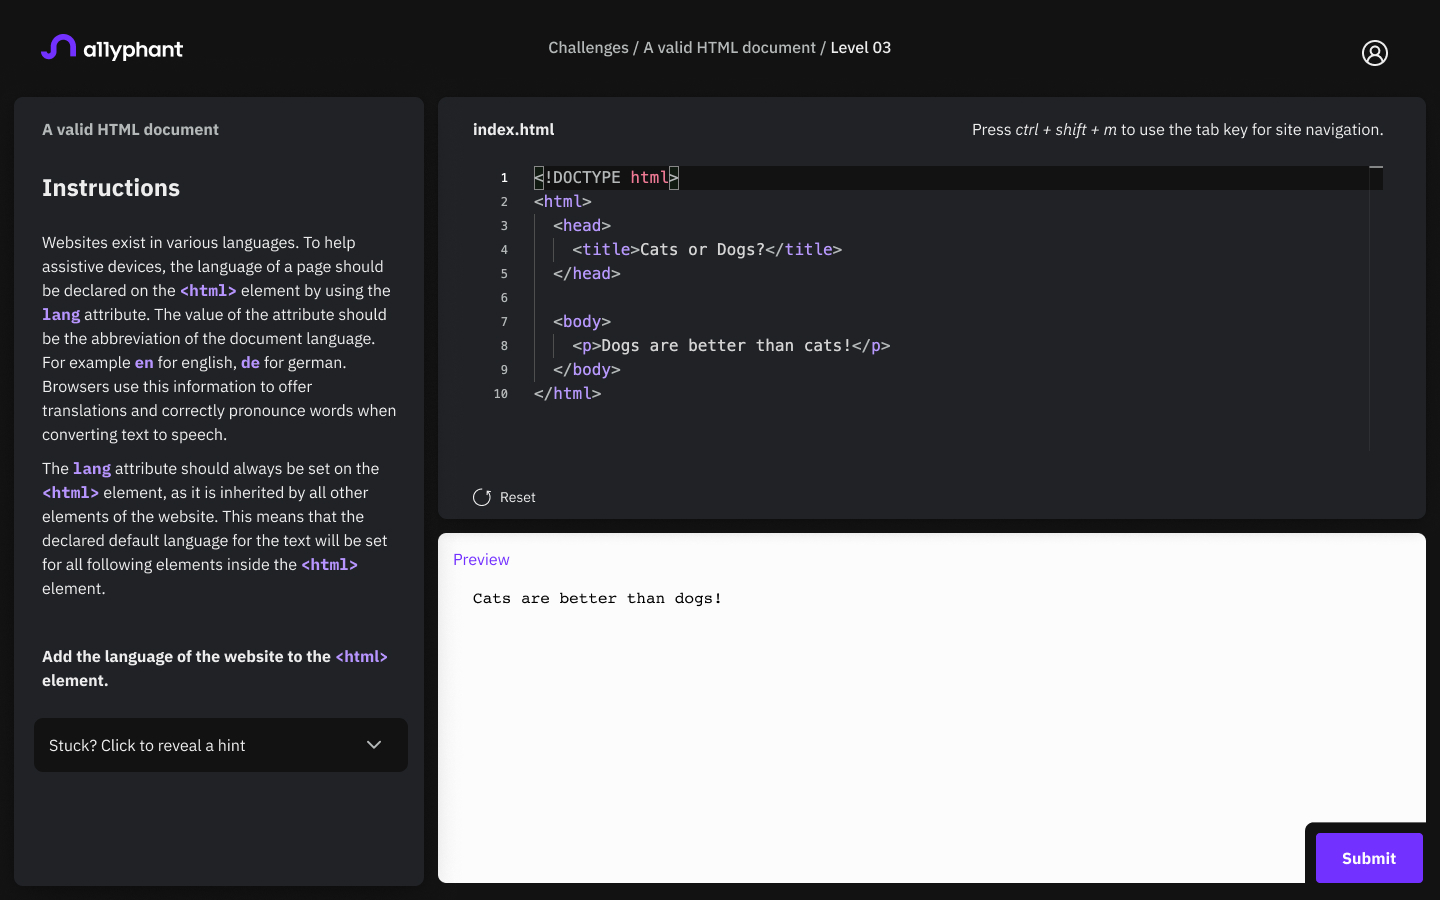 a11yphant
Challenges / A valid HTML document / Level 03
A valid HTML document
Instructions
Websites exist in various languages. To help
assistive devices, the language of a page should
be declared on the <html> element by using the
lang attribute. The value of the attribute should
be the abbreviation of the document language.
For example en for english, de for german.
Browsers use this information to offer
translations and correctly pronounce words when
converting text to speech.
The lang attribute should always be set on the
<html> element, as it is inherited by all other
elements of the website. This means that the
declared default language for the text will be set
for all following elements inside the <html>
element.
Add the language of the website to the <html>
element.
Stuck? Click to reveal a hint
index.html
Press ctrl + shift + m to use the tab key for site navigation.
1 <!DOCTYPE html>
2 <html>
3 <head>
4 <title>Cats or Dogs?</title>
5 </head>
6
7 <body>
8 <p>Dogs are better than cats!</p>
9 </body>
10 </html>
Reset
Preview
Cats are better than dogs!
Submit